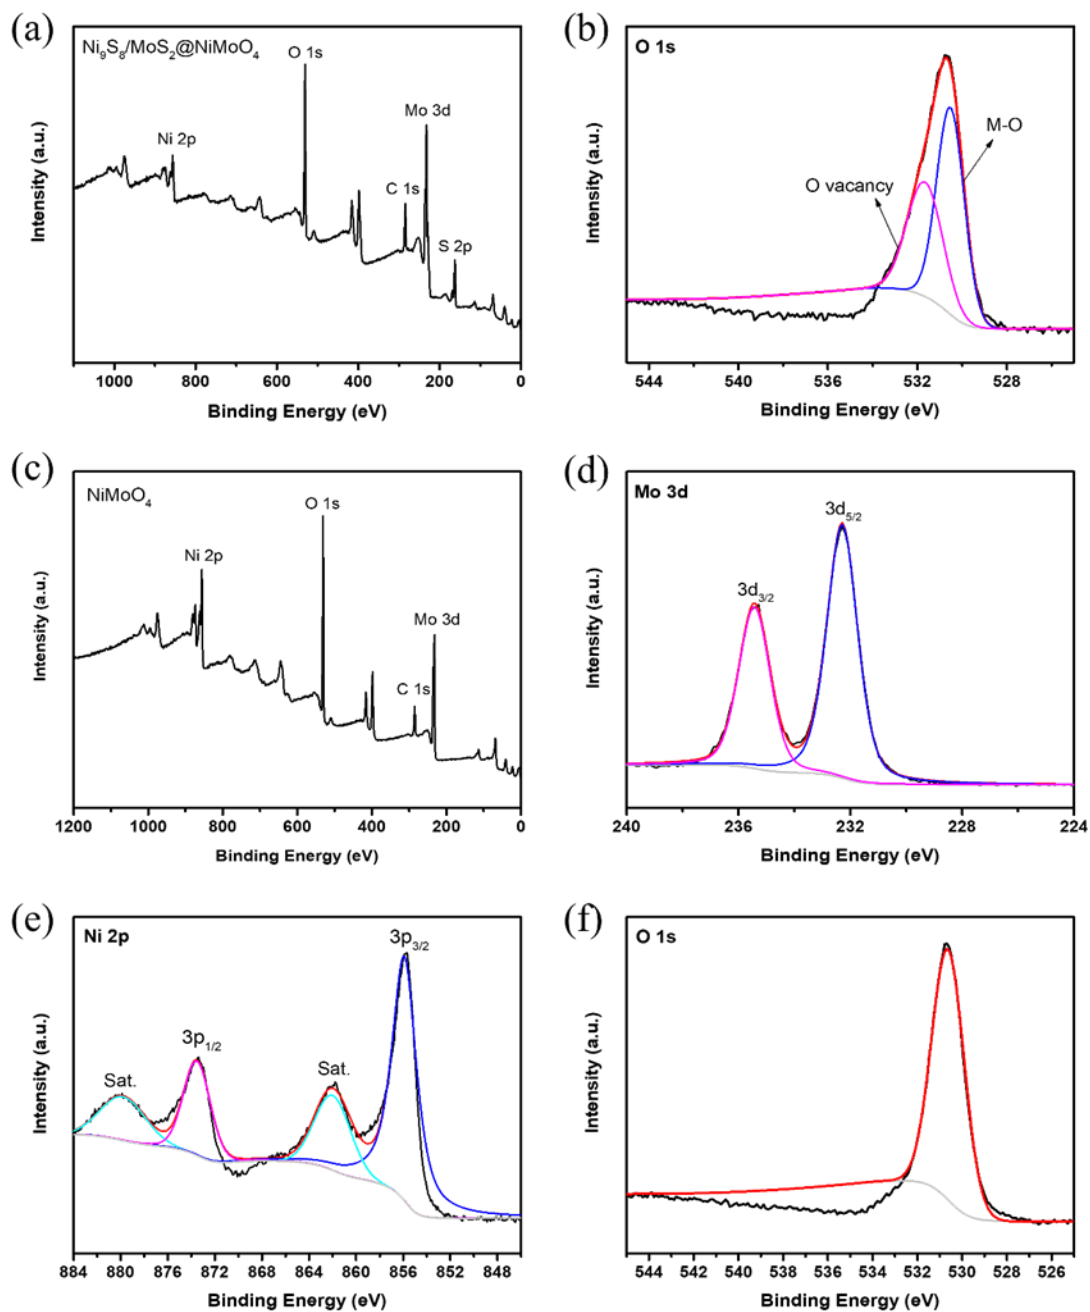 (a)
Ni₉S₈/MoS₂@NiMoO₄
O 1s
Mo 3d
Ni 2p
C 1s
S 2p
Intensity (a.u.)
1000 800 600 400 200 0
Binding Energy (eV)
(b)
O 1s
M-O
O vacancy
Intensity (a.u.)
544 540 536 532 528
Binding Energy (eV)
(c)
NiMoO₄
O 1s
Ni 2p
Mo 3d
C 1s
Intensity (a.u.)
1200 1000 800 600 400 200 0
Binding Energy (eV)
(d)
Mo 3d
3d₅/₂
3d₃/₂
Intensity (a.u.)
240 236 232 228 224
Binding Energy (eV)
(e)
Ni 2p
3p₃/₂
3p₁/₂
Sat.
Sat.
Intensity (a.u.)
884 880 876 872 868 864 860 856 852 848
Binding Energy (eV)
(f)
O 1s
Intensity (a.u.)
544 542 540 538 536 534 532 530 528 526
Binding Energy (eV)